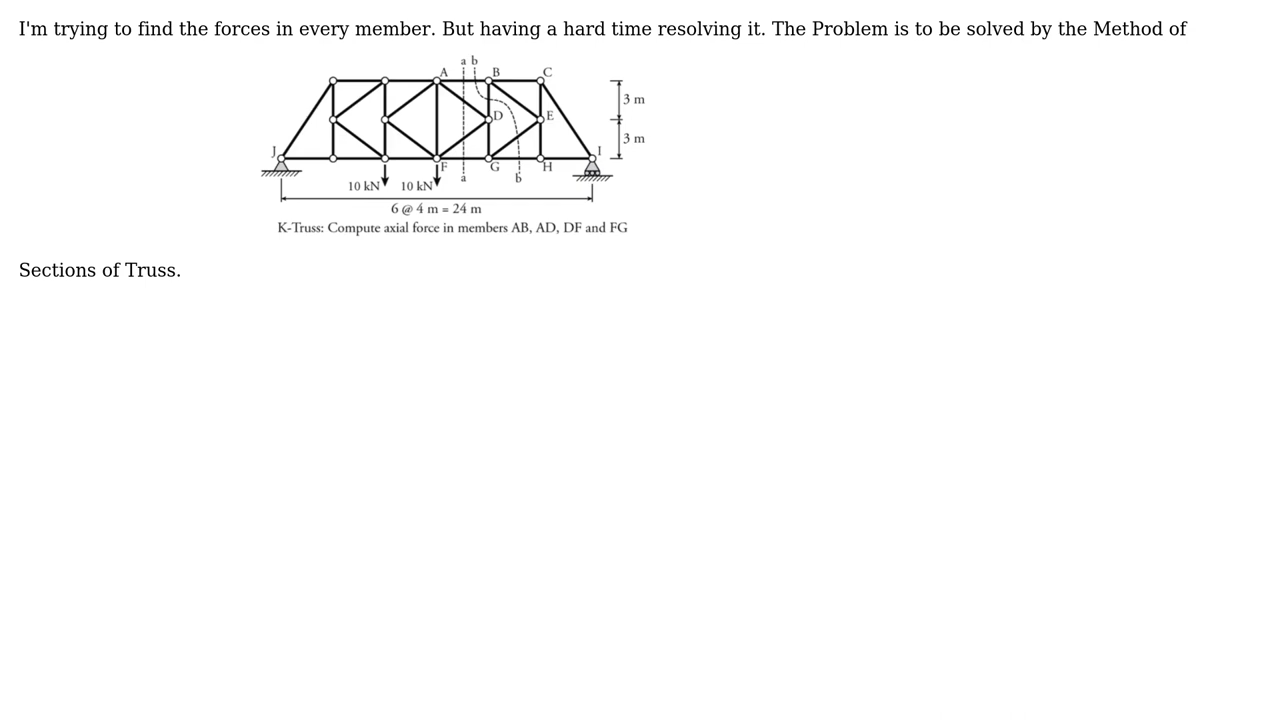 I'm trying to find the forces in every member. But having a hard time resolving it. The Problem is to be solved by the Method of
a b
A B C
3 m
D E
3 m
J I
F G H
a b
10 kN 10 kN
6 @ 4 m = 24 m
K-Truss: Compute axial force in members AB, AD, DF and FG
Sections of Truss.